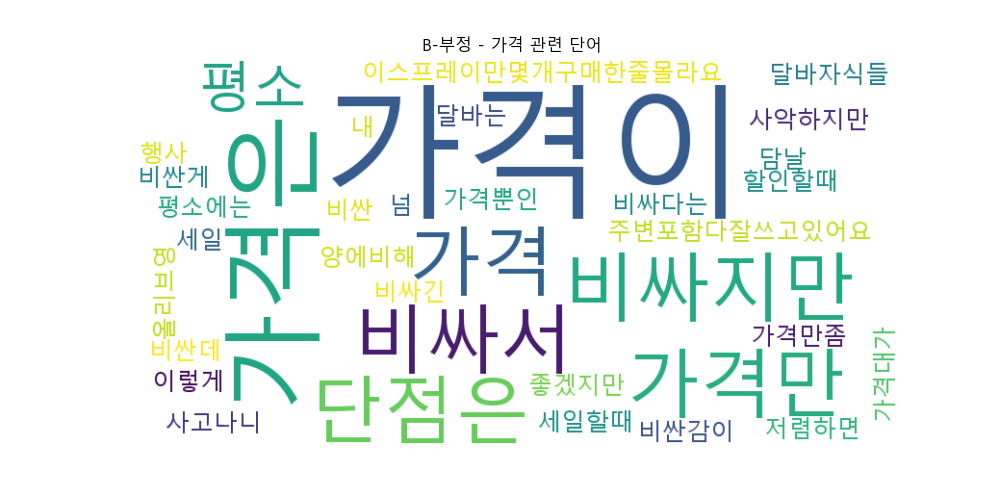 B-부정 - 가격 관련 단어
이스프레이만몇개구매한줄몰라요
평소
달바자식들
가격이
달바는
사악하지만
내
가격은
행사
담날
비싼게
할인할때
가격뿐인
비싸다는
평소에는
비싼
넘
주변포함다잘쓰고있어요
세일
가격
양에비해
올리브영
비싸지만
비싸긴
비싸서
가격만좀
비싼데
가격대가
가격만
이렇게
단점은
좋겠지만
사고나니
세일할때
비싼감이
저렴하면